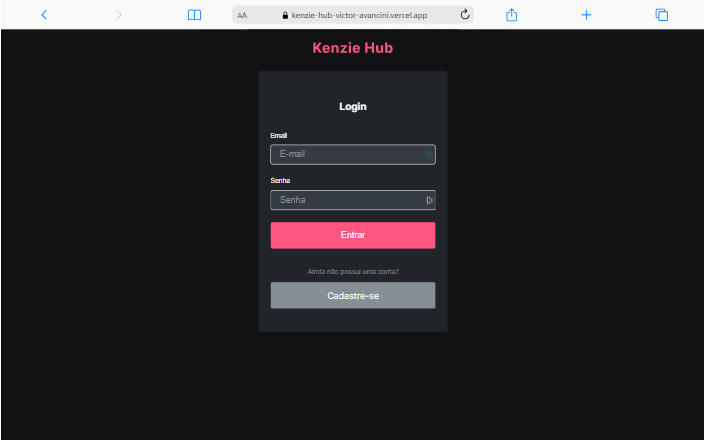 AA kenzie-hub-victor-avancini.vercel.app
Kenzie Hub
Login
Email
E-mail
Senha
Senha
Entrar
Ainda não possui uma conta?
Cadastre-se